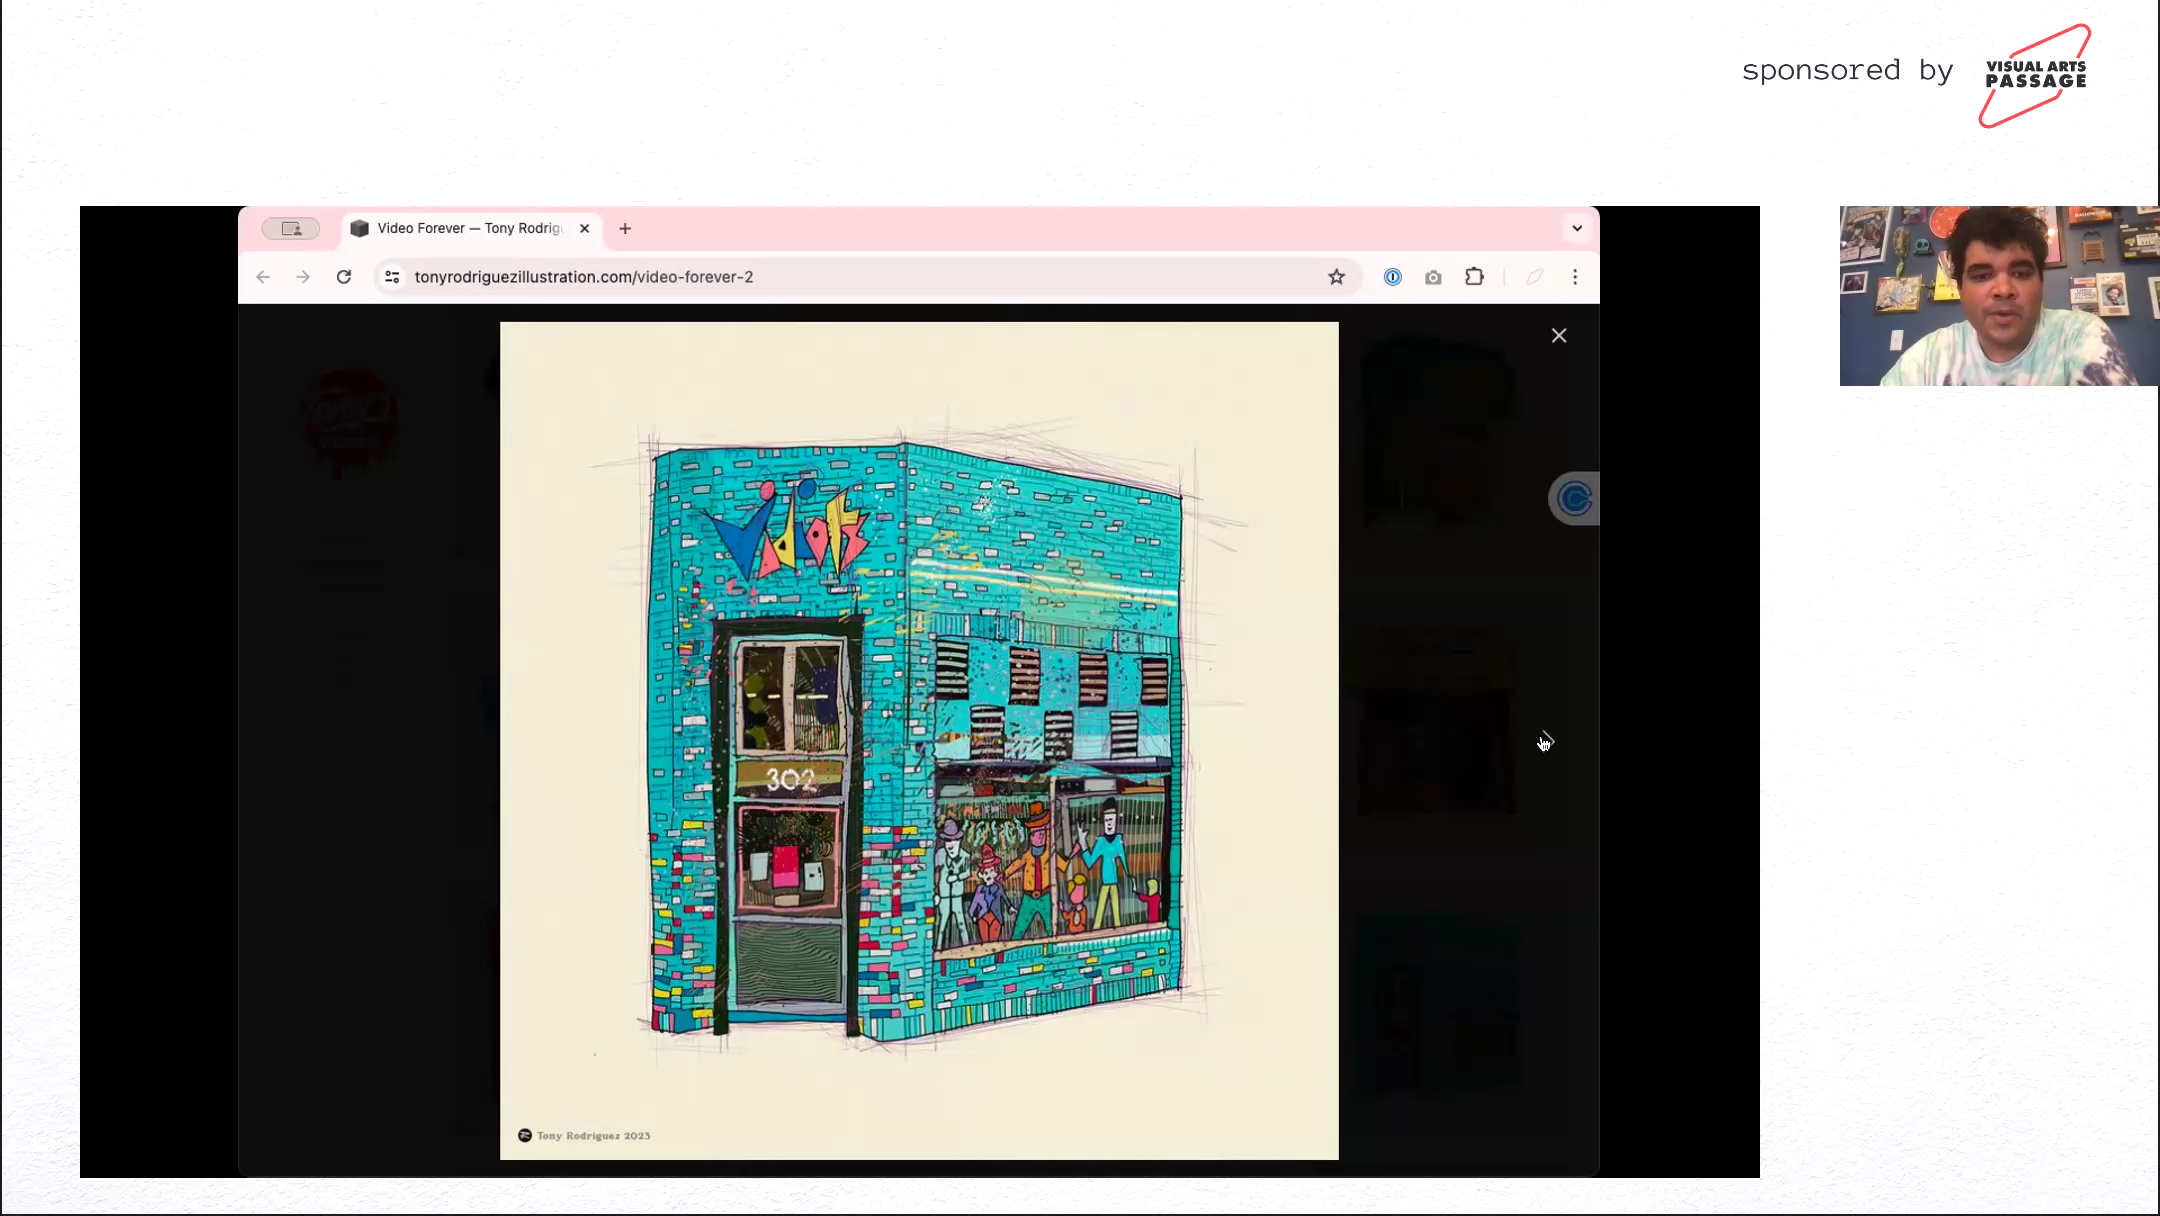 sponsored by
VISUAL ARTS
PASSAGE
Video Forever — Tony Rodrig
tonyrodriguezillustration.com/video-forever-2
302
Tony Rodriguez 2023